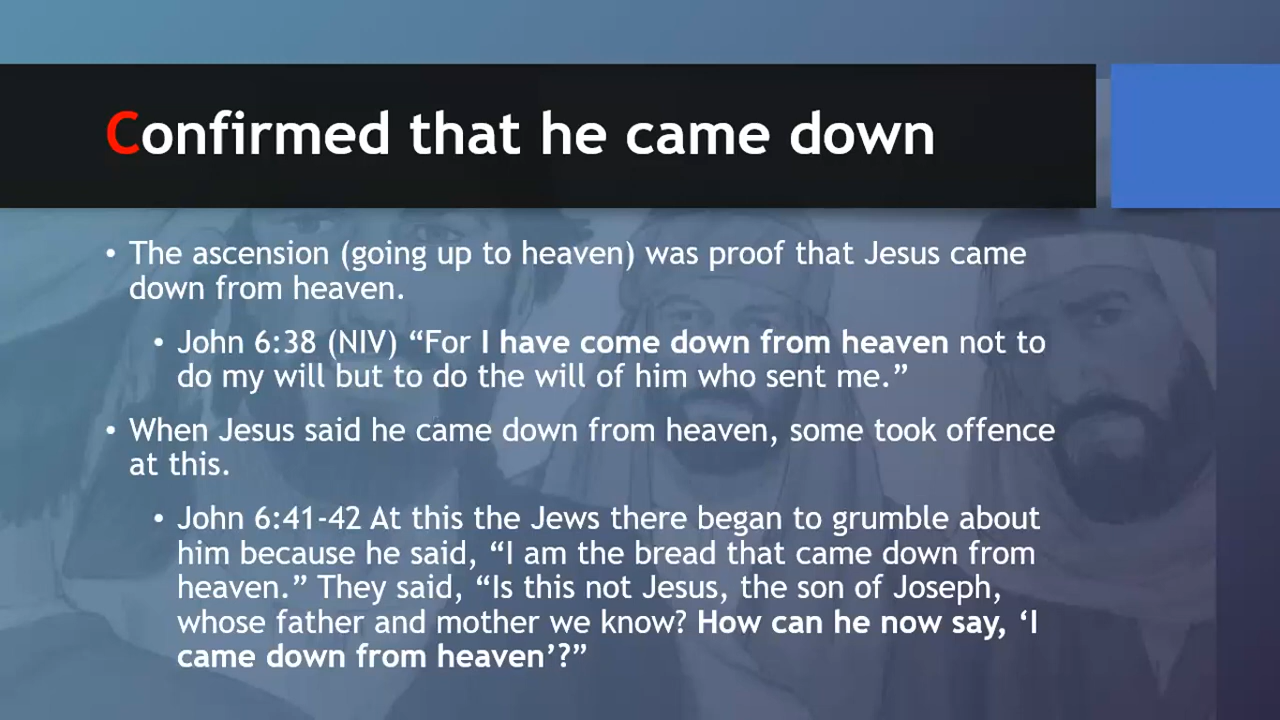 Confirmed that he came down
• The ascension (going up to heaven) was proof that Jesus came
down from heaven.
• John 6:38 (NIV) “For I have come down from heaven not to
do my will but to do the will of him who sent me.”
• When Jesus said he came down from heaven, some took offence
at this.
• John 6:41-42 At this the Jews there began to grumble about
him because he said, “I am the bread that came down from
heaven.” They said, “Is this not Jesus, the son of Joseph,
whose father and mother we know? How can he now say, ‘I
came down from heaven’?”